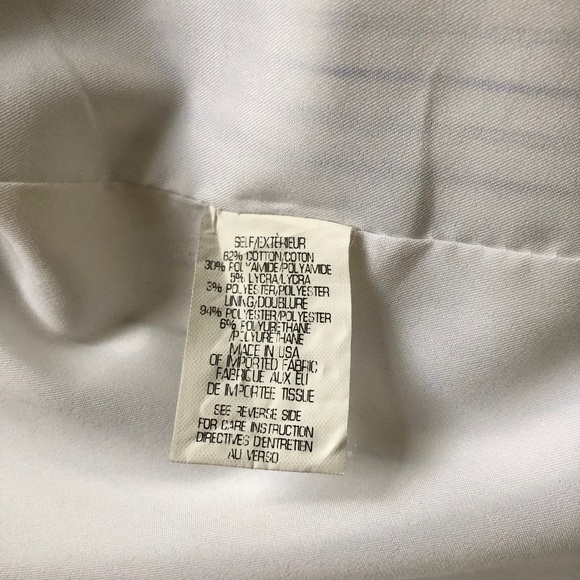 SELF/EXTÉRIEUR
62% COTTON/COTON
30% POLYAMIDE/POLYAMIDE
5% LYCRA/LYCRA
3% POLYESTER/POLYESTER
LINING/DOUBLURE
94% POLYESTER/POLYESTER
6% POLYURETHANE
/POLYURETHANE
MADE IN USA
OF IMPORTED FABRIC
FABRIQUE AUX EU
DE IMPORTEE TISSUE
SEE REVERSE SIDE
FOR CARE INSTRUCTION
DIRECTIVES D'ENTRETIEN
AU VERSO